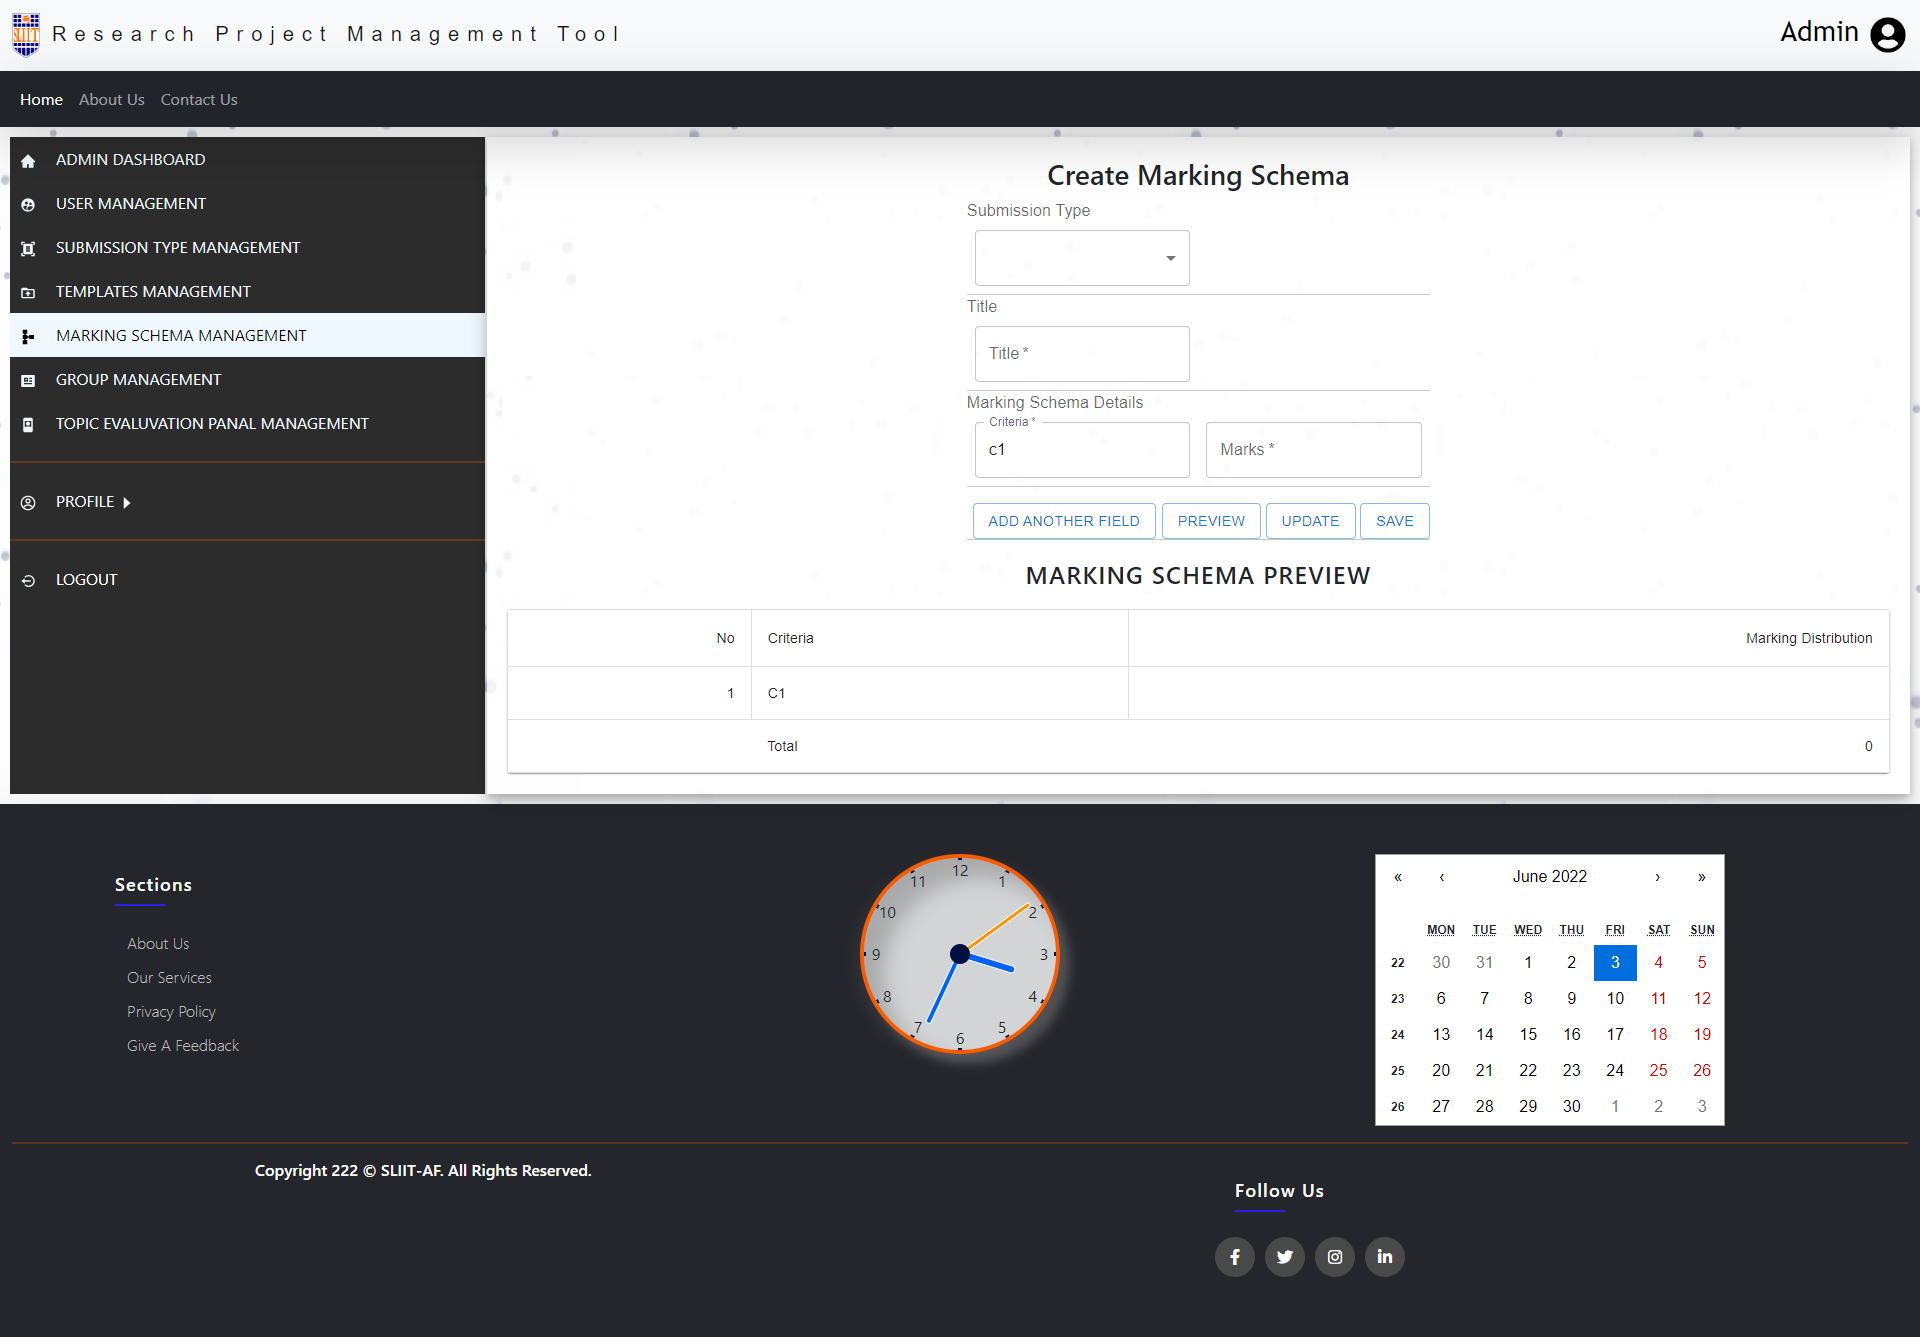 SLIIT
Research Project Management Tool
Admin
Home About Us Contact Us
ADMIN DASHBOARD
USER MANAGEMENT
SUBMISSION TYPE MANAGEMENT
TEMPLATES MANAGEMENT
MARKING SCHEMA MANAGEMENT
GROUP MANAGEMENT
TOPIC EVALUVATION PANAL MANAGEMENT
PROFILE
LOGOUT
Create Marking Schema
Submission Type
Title
Title *
Marking Schema Details
Criteria *
c1
Marks *
ADD ANOTHER FIELD PREVIEW UPDATE SAVE
MARKING SCHEMA PREVIEW
No Criteria Marking Distribution
1 C1
Total 0
Sections
About Us
Our Services
Privacy Policy
Give A Feedback
12
1
2
3
4
5
6
7
8
9
10
11
« ‹ June 2022 › »
MON TUE WED THU FRI SAT SUN
22 30 31 1 2 3 4 5
23 6 7 8 9 10 11 12
24 13 14 15 16 17 18 19
25 20 21 22 23 24 25 26
26 27 28 29 30 1 2 3
Copyright 222 © SLIIT-AF. All Rights Reserved.
Follow Us